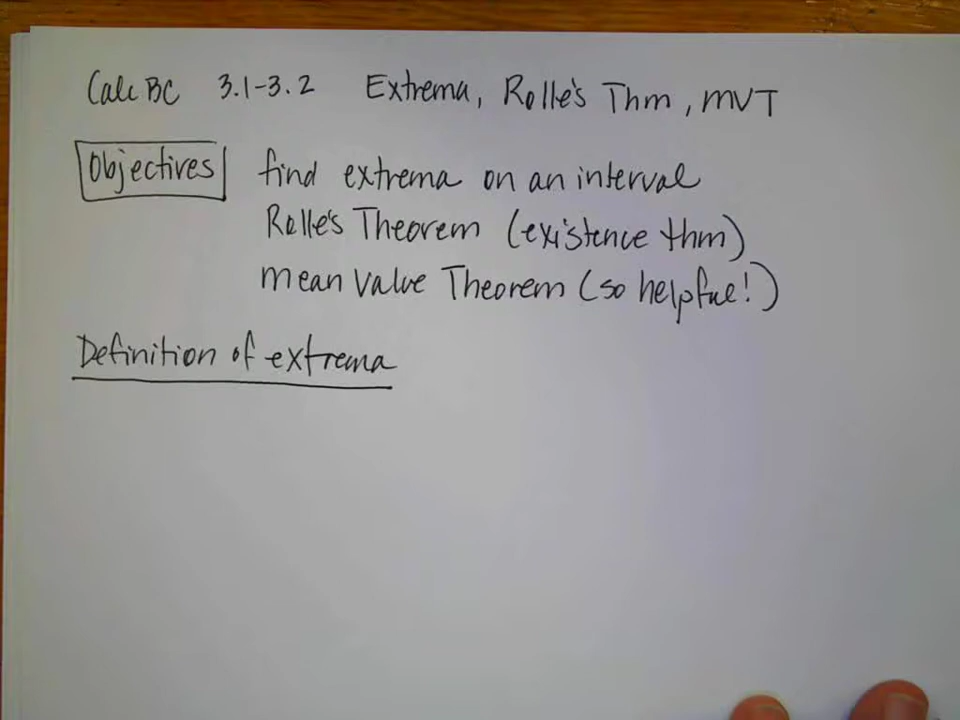 Calc BC 3.1-3.2 Extrema, Rolle's Thm, MVT
Objectives find extrema on an interval
Rolle's Theorem (existence thm)
Mean Value Theorem (so helpful!)
Definition of extrema